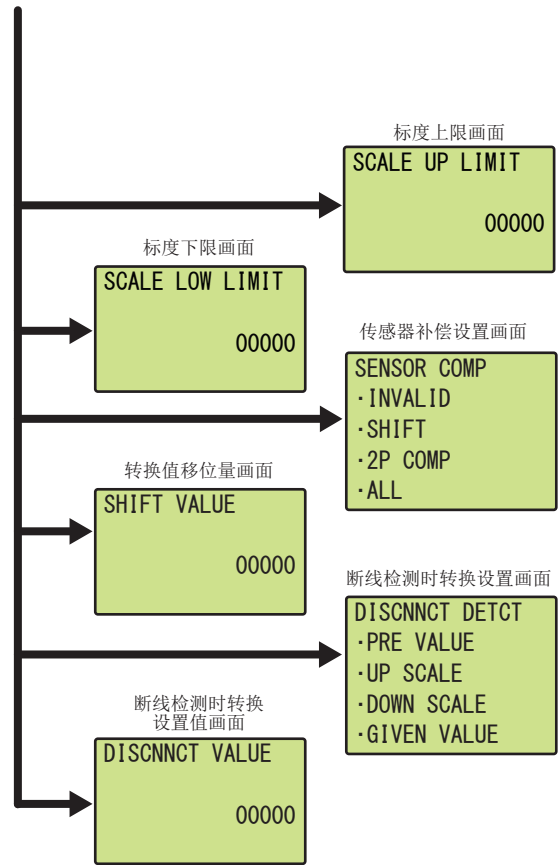 标度上限画面
SCALE UP LIMIT
00000
标度下限画面
SCALE LOW LIMIT
00000
传感器补偿设置画面
SENSOR COMP
·INVALID
·SHIFT
·2P COMP
·ALL
转换值移位量画面
SHIFT VALUE
00000
断线检测时转换设置画面
DISCNNCT DETCT
·PRE VALUE
·UP SCALE
·DOWN SCALE
·GIVEN VALUE
断线检测时转换
设置值画面
DISCNNCT VALUE
00000